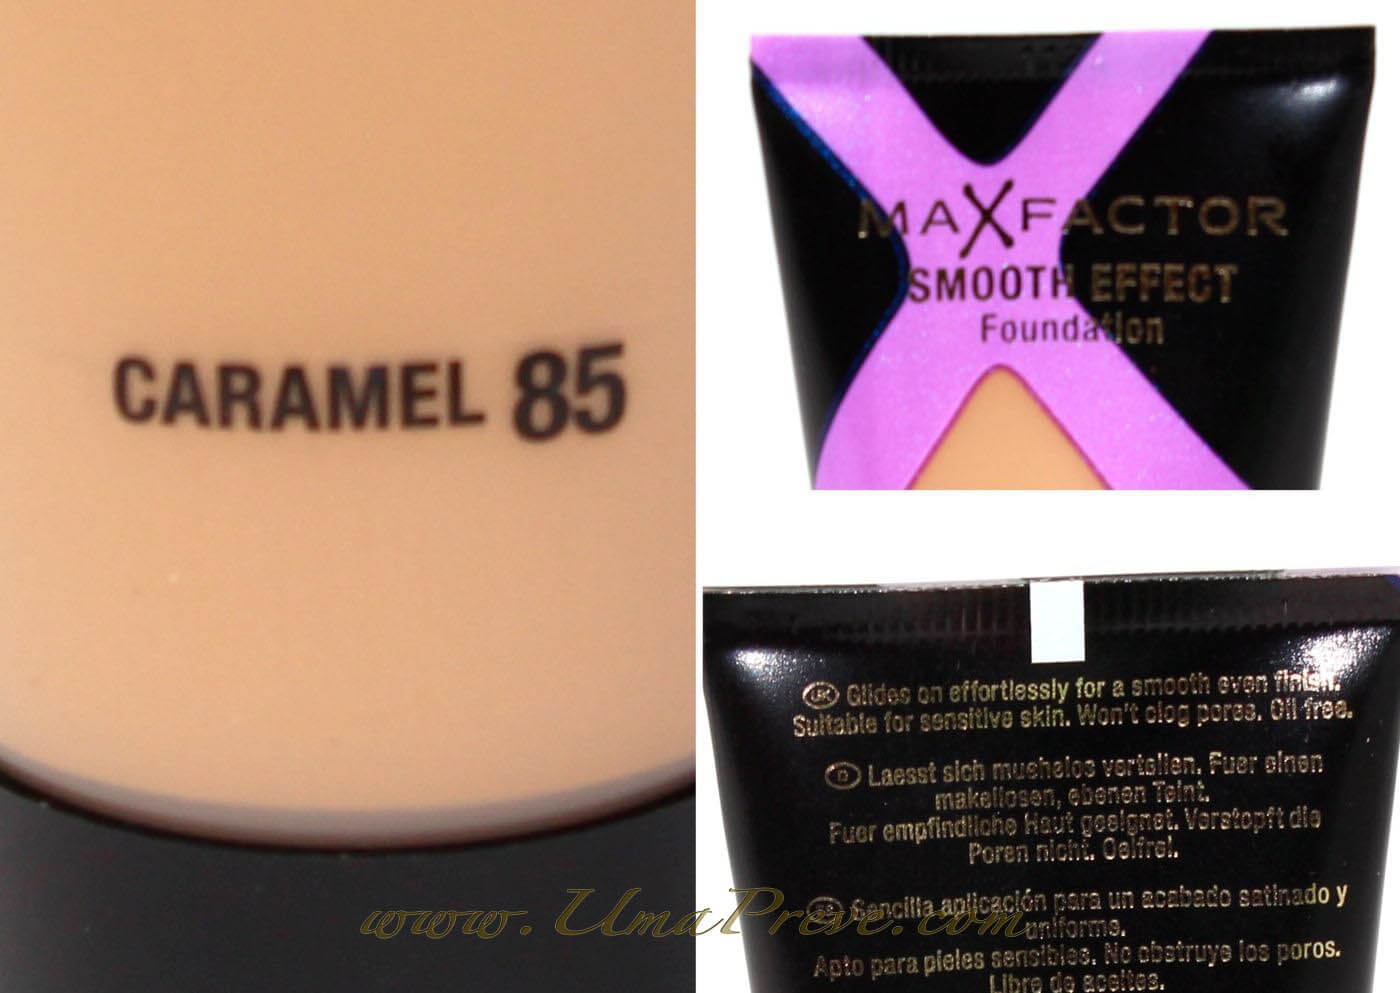 CARAMEL 85
MAXFACTOR
SMOOTH EFFECT
Foundation
UK Glides on effortlessly for a smooth even finish.
Suitable for sensitive skin. Won't clog pores. Oil free.
D Laesst sich muehelos verteilen. Fuer einen
makellosen, ebenen Teint.
Fuer empfindliche Haut geeignet. Verstopft die
Poren nicht. Oelfrei.
ES Sencilla aplicación para un acabado satinado y
uniforme.
Apto para pieles sensibles. No obstruye los poros.
Libre de aceites.
www.UmaPreve.com